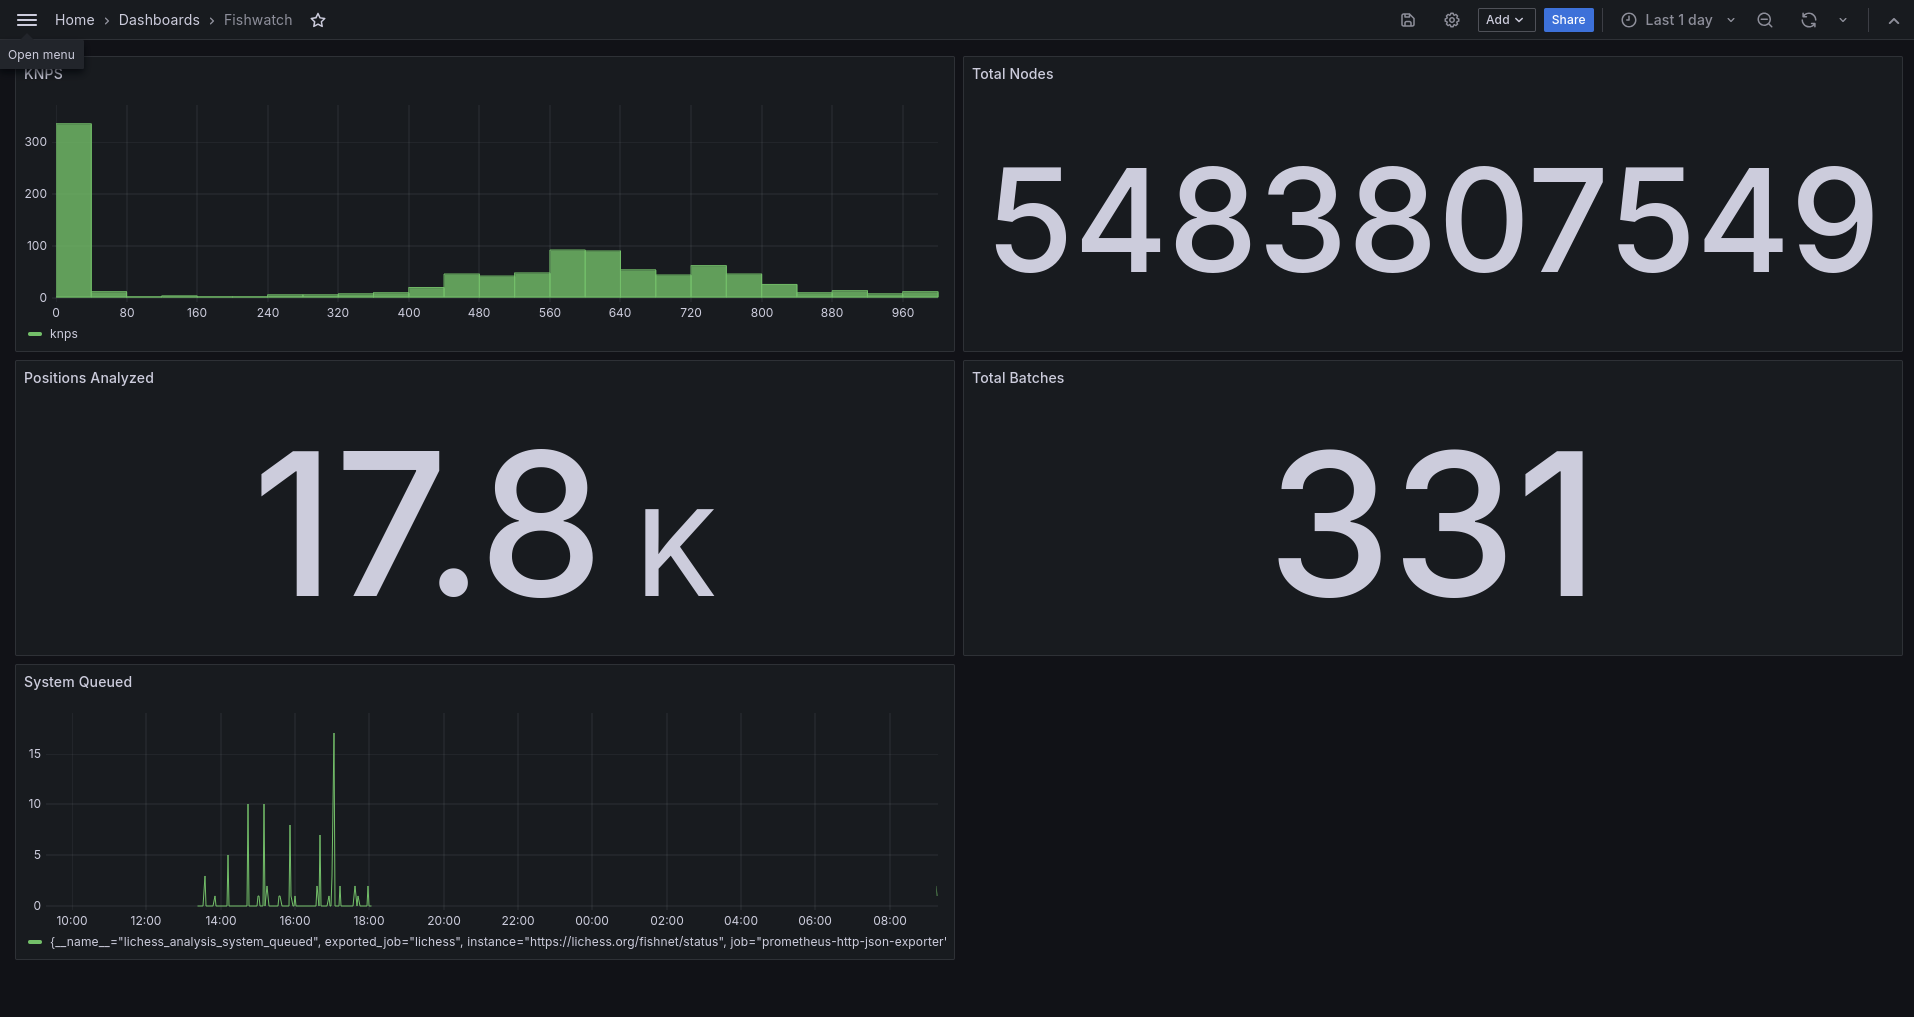 Home › Dashboards › Fishwatch
Add
Share
Last 1 day
Open menu
KNPS
300
200
100
0
0 80 160 240 320 400 480 560 640 720 800 880 960
knps
Total Nodes
5483807549
Positions Analyzed
17.8 K
Total Batches
331
System Queued
15
10
5
0
10:00 12:00 14:00 16:00 18:00 20:00 22:00 00:00 02:00 04:00 06:00 08:00
{__name__="lichess_analysis_system_queued", exported_job="lichess", instance="https://lichess.org/fishnet/status", job="prometheus-http-json-exporter'